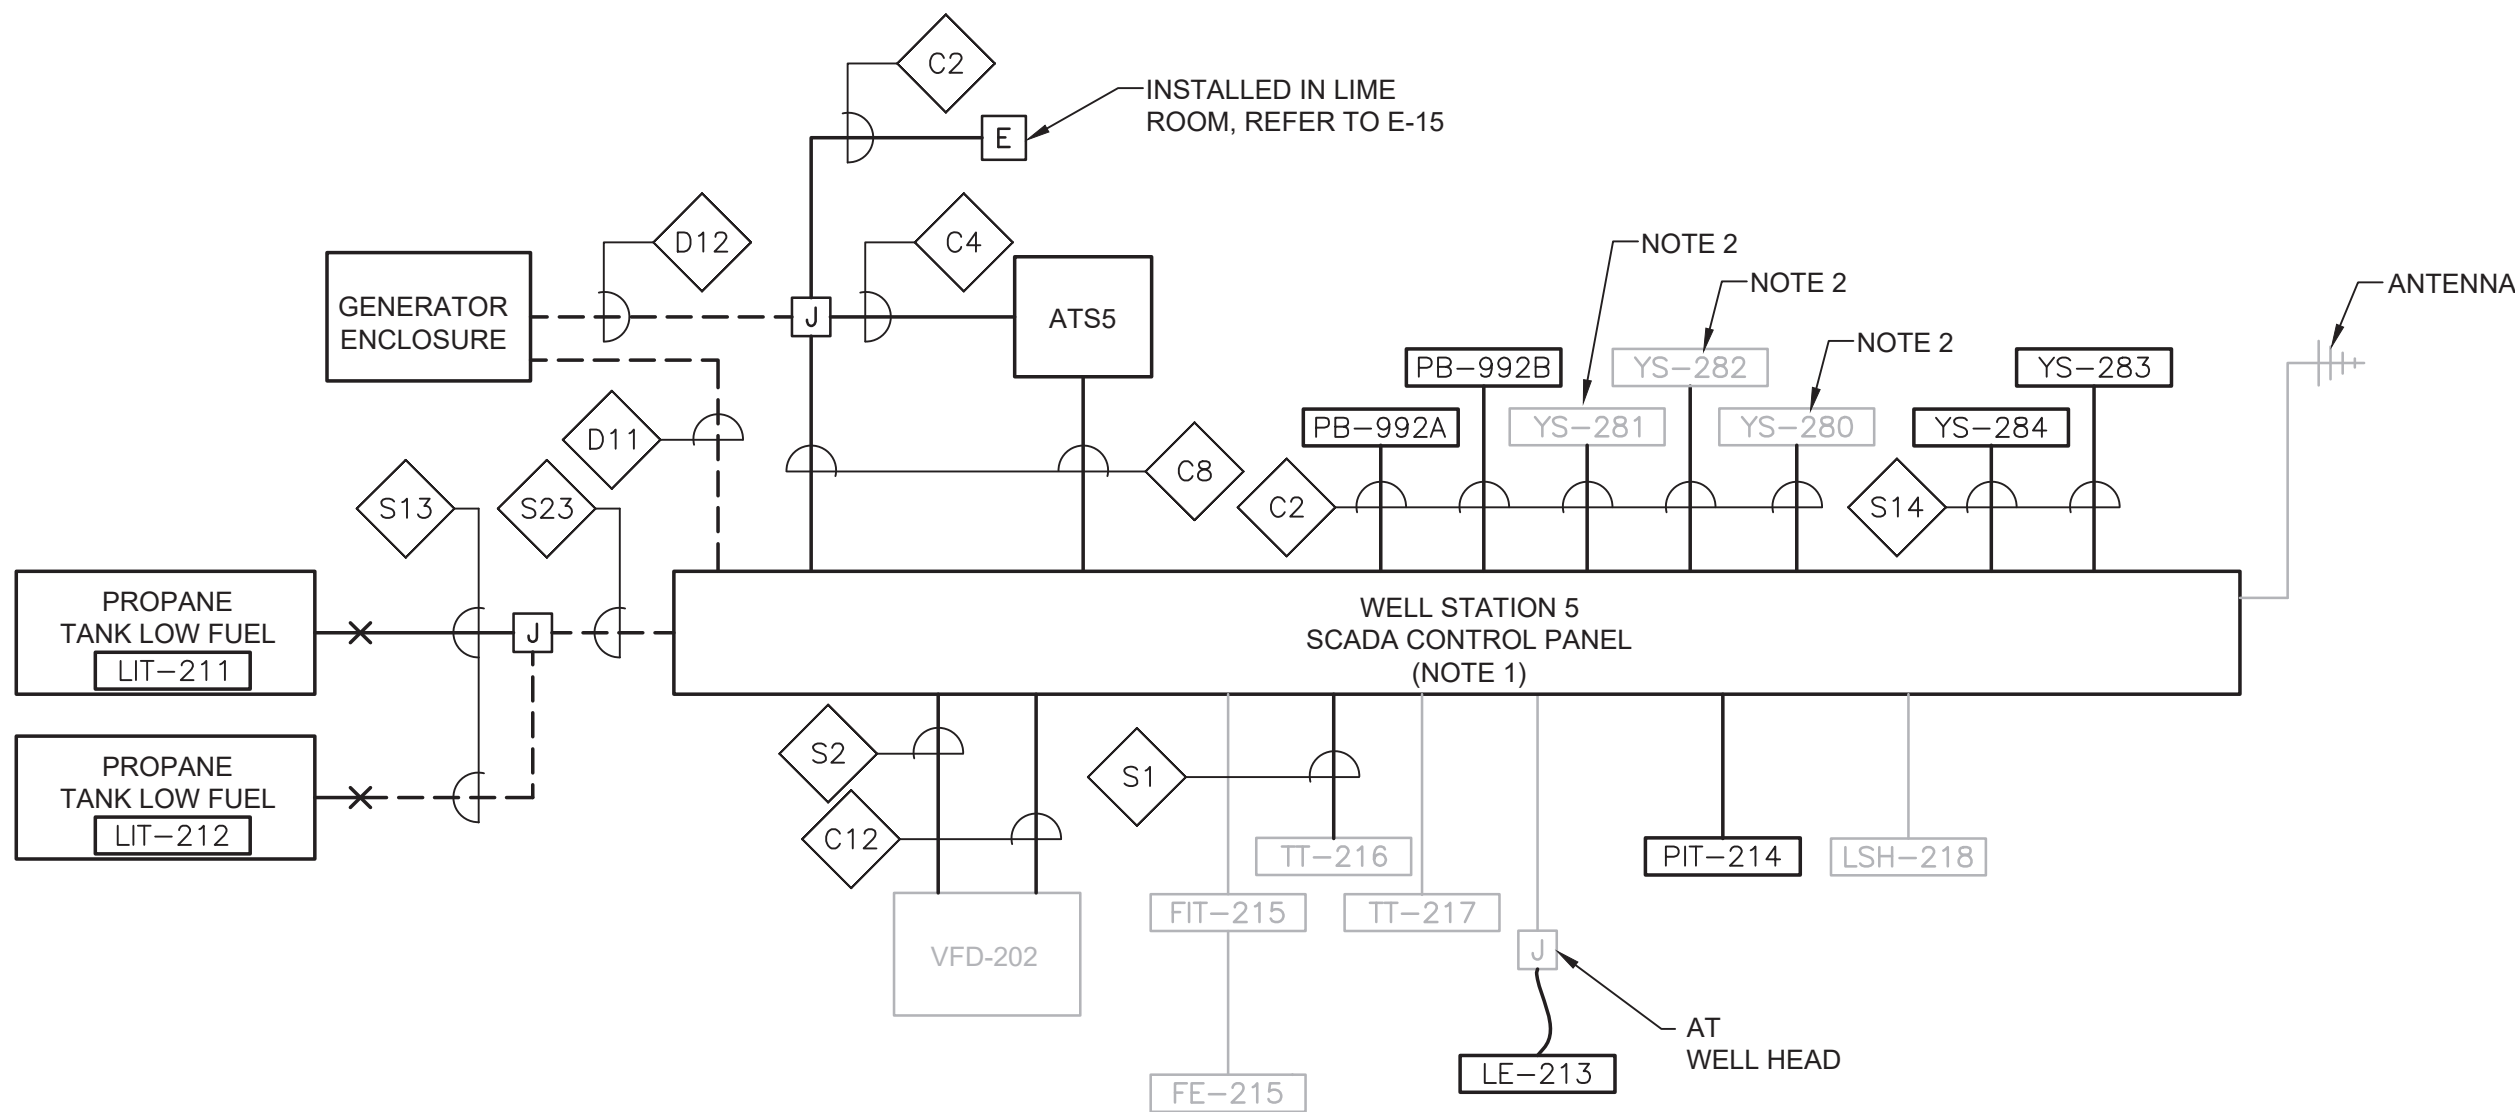 C2
INSTALLED IN LIME
ROOM, REFER TO E-15
E
D12
C4
GENERATOR
ENCLOSURE
J
ATS5
NOTE 2
NOTE 2
NOTE 2
ANTENNA
PB-992B
YS-282
YS-283
PB-992A
YS-281
YS-280
YS-284
D11
C8
S13
S23
C2
S14
PROPANE
TANK LOW FUEL
LIT-211
J
WELL STATION 5
SCADA CONTROL PANEL
(NOTE 1)
PROPANE
TANK LOW FUEL
LIT-212
S2
S1
C12
TT-216
PIT-214
LSH-218
FIT-215
TT-217
VFD-202
J
AT
WELL HEAD
LE-213
FE-215